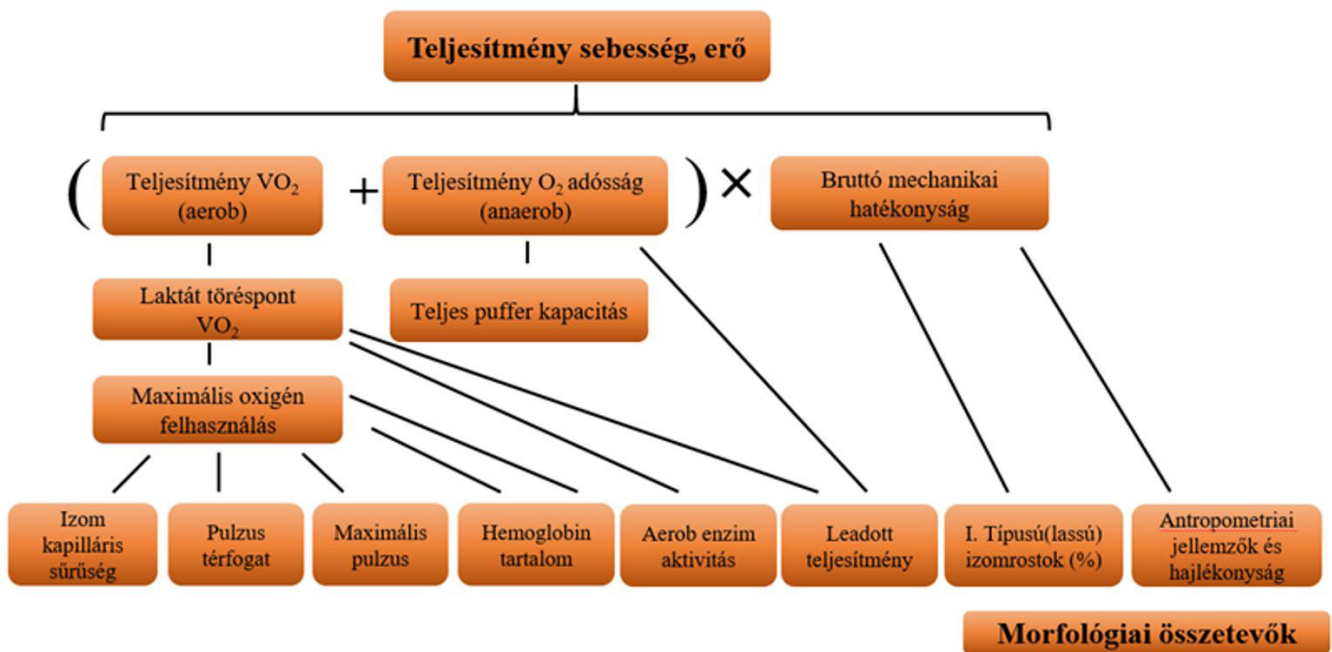 Teljesítmény sebesség, erő
( Teljesítmény VO₂
(aerob)
+
Teljesítmény O₂ adósság
(anaerob)
) ×
Bruttó mechanikai
hatékonyság
Laktát töréspont
VO₂
Teljes puffer kapacitás
Maximális oxigén
felhasználás
Izom
kapilláris
sűrűség
Pulzus
térfogat
Maximális
pulzus
Hemoglobin
tartalom
Aerob enzim
aktivitás
Leadott
teljesítmény
I. Típusú(lassú)
izomrostok (%)
Antropometriai
jellemzők és
hajlékonyság
Morfológiai összetevők